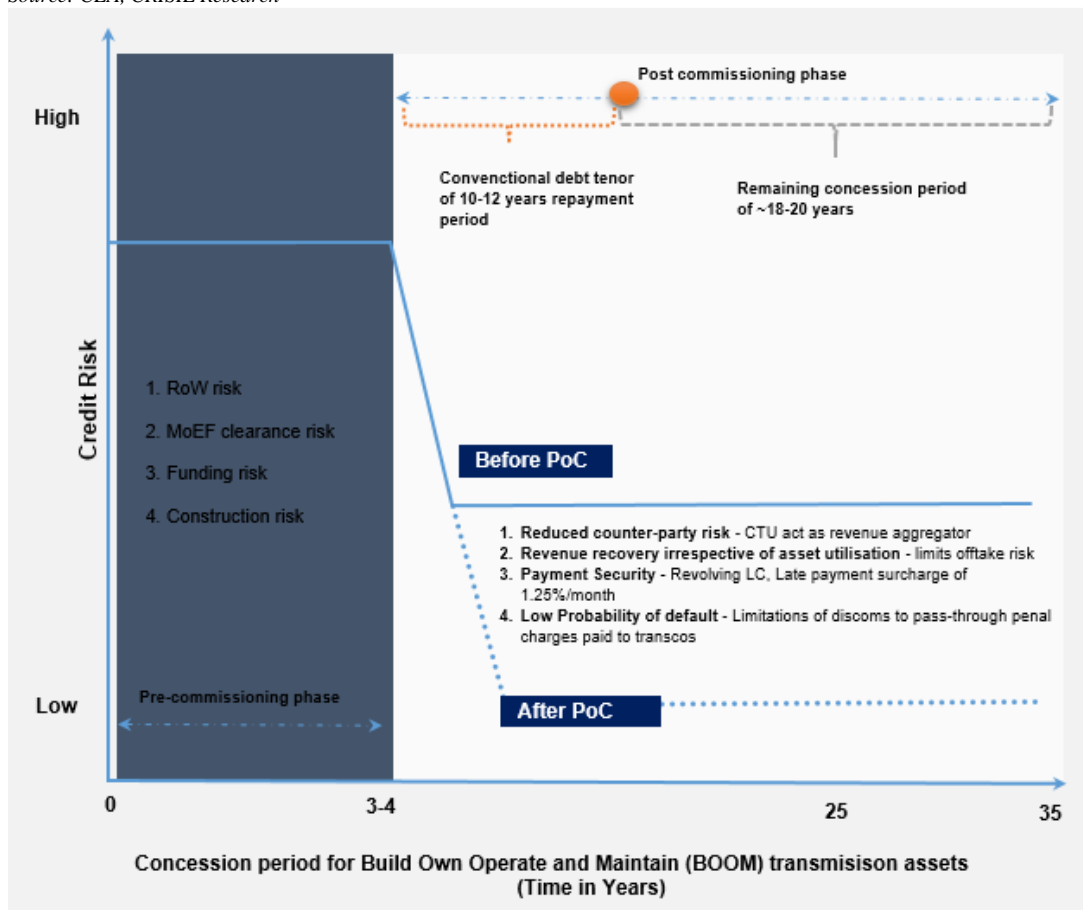 Source: CEA, CRISIL Research
Post commissioning phase
High
Convenctional debt tenor
of 10-12 years repayment
period
Remaining concession period
of ~18-20 years
Credit Risk
1. RoW risk
2. MoEF clearance risk
3. Funding risk
4. Construction risk
Before PoC
1. Reduced counter-party risk - CTU act as revenue aggregator
2. Revenue recovery irrespective of asset utilisation - limits offtake risk
3. Payment Security - Revolving LC, Late payment surcharge of
1.25%/month
4. Low Probability of default - Limitations of discoms to pass-through penal
charges paid to transcos
Pre-commissioning phase
Low
After PoC
0
3-4
25
35
Concession period for Build Own Operate and Maintain (BOOM) transmisison assets
(Time in Years)